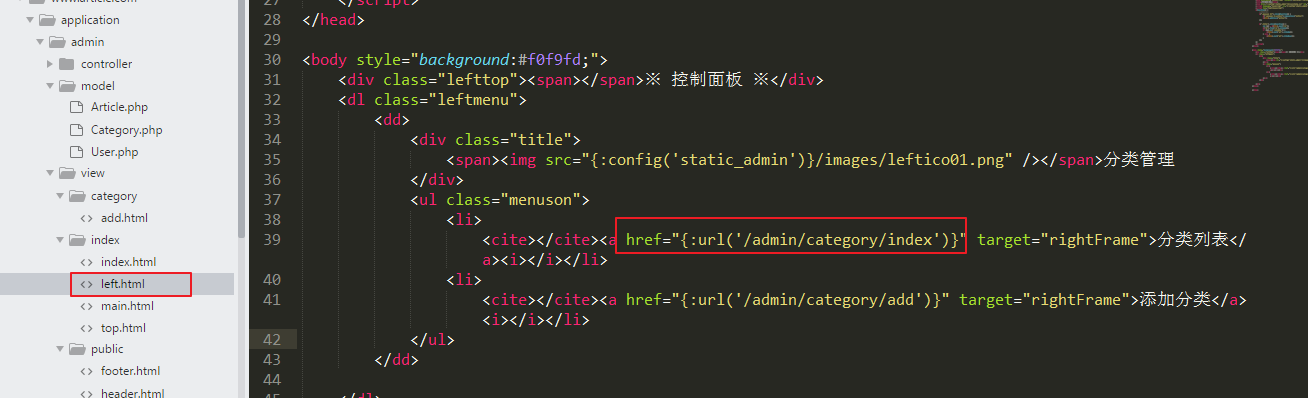 www.article.com
application
admin
controller
model
Article.php
Category.php
User.php
view
category
add.html
index
index.html
left.html
main.html
top.html
public
footer.html
header.html
27 </script>
28 </head>
29
30 <body style="background:#f0f9fd;">
31 <div class="lefttop"><span></span>※ 控制面板 ※</div>
32 <dl class="leftmenu">
33 <dd>
34 <div class="title">
35 <span><img src="{:config('static_admin')}/images/leftico01.png" /></span>分类管理
36 </div>
37 <ul class="menuson">
38 <li>
39 <cite></cite><a href="{:url('/admin/category/index')}" target="rightFrame">分类列表</
a><i></i></li>
40 <li>
41 <cite></cite><a href="{:url('/admin/category/add')}" target="rightFrame">添加分类</a>
<i></i></li>
42 </ul>
43 </dd>
44
45 </dl>